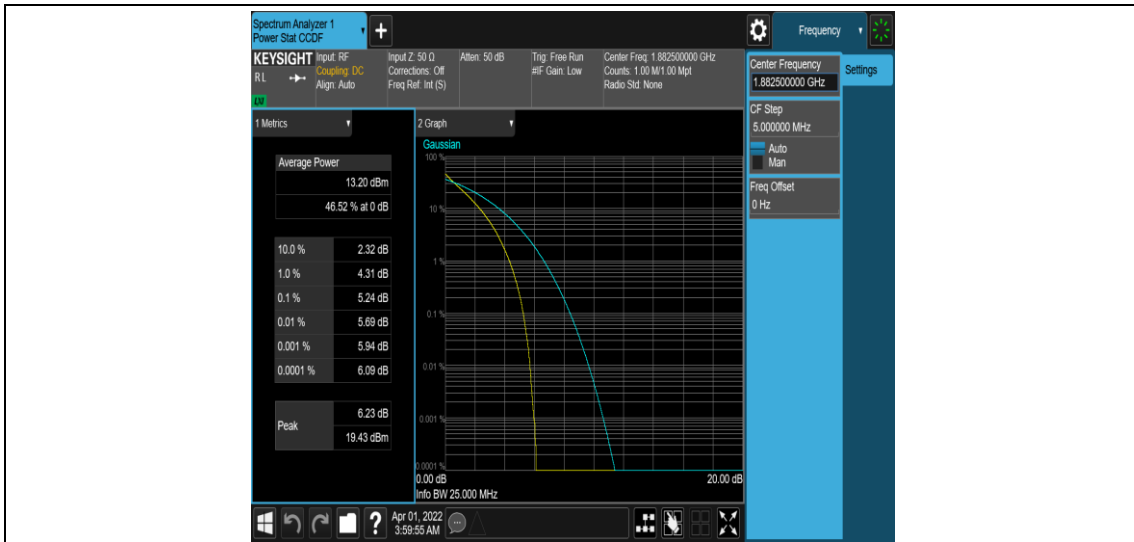 Spectrum Analyzer 1
Power Stat CCDF
+
Frequency
KEYSIGHT
RL
LXI
Input: RF
Coupling: DC
Align: Auto
Input Z: 50 Ω
Corrections: Off
Freq Ref: Int (S)
Atten: 50 dB
Trig: Free Run
#IF Gain: Low
Center Freq: 1.882500000 GHz
Counts: 1.00 M/1.00 Mpt
Radio Std: None
Center Frequency
1.882500000 GHz
Settings
CF Step
5.000000 MHz
Auto
Man
Freq Offset
0 Hz
1 Metrics
Average Power
13.20 dBm
46.52 % at 0 dB
10.0 % 2.32 dB
1.0 % 4.31 dB
0.1 % 5.24 dB
0.01 % 5.69 dB
0.001 % 5.94 dB
0.0001 % 6.09 dB
Peak 6.23 dB
19.43 dBm
2 Graph
Gaussian
100 %
10 %
1 %
0.1 %
0.01 %
0.001 %
0.0001 %
0.00 dB 20.00 dB
Info BW 25.000 MHz
?
Apr 01, 2022
3:59:55 AM